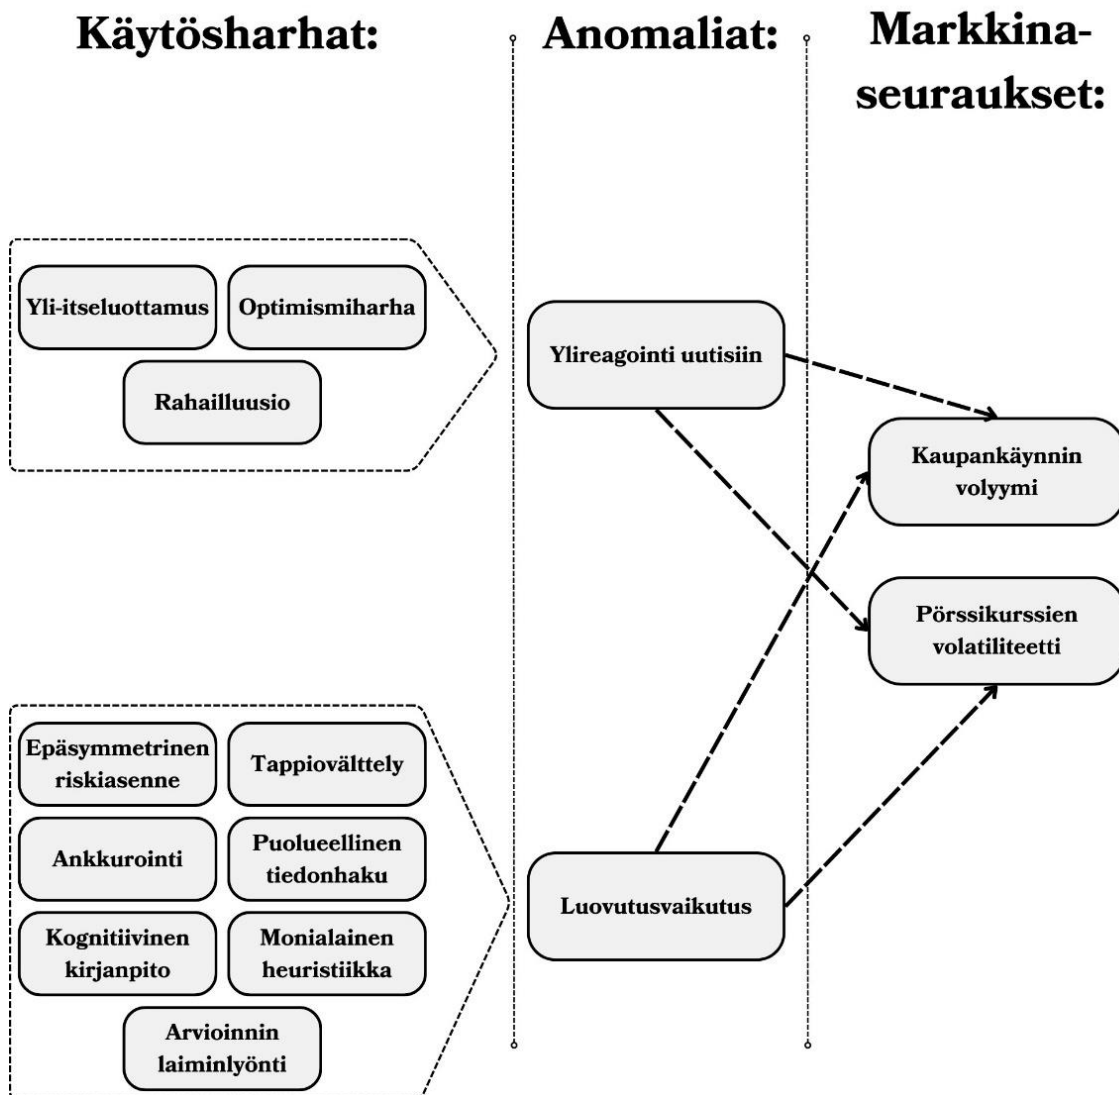 Käytösharhat:
Anomaliat:
Markkina-
seuraukset:
Yli-itseluottamus
Optimismiharha
Rahailluusio
Ylireagointi uutisiin
Kaupankäynnin
volyymi
Pörssikurssien
volatiliteetti
Epäsymmetrinen
riskiasenne
Tappiovälttely
Ankkurointi
Puolueellinen
tiedonhaku
Kognitiivinen
kirjanpito
Monialainen
heuristiikka
Arvioinnin
laiminlyönti
Luovutusvaikutus